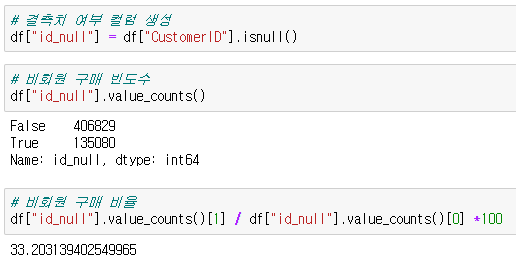 # 결측치 여부 컬럼 생성
df["id_null"] = df["CustomerID"].isnull()
# 비회원 구매 빈도수
df["id_null"].value_counts()
False    406829
True     135080
Name: id_null, dtype: int64
# 비회원 구매 비율
df["id_null"].value_counts()[1] / df["id_null"].value_counts()[0] *100
33.203139402549965